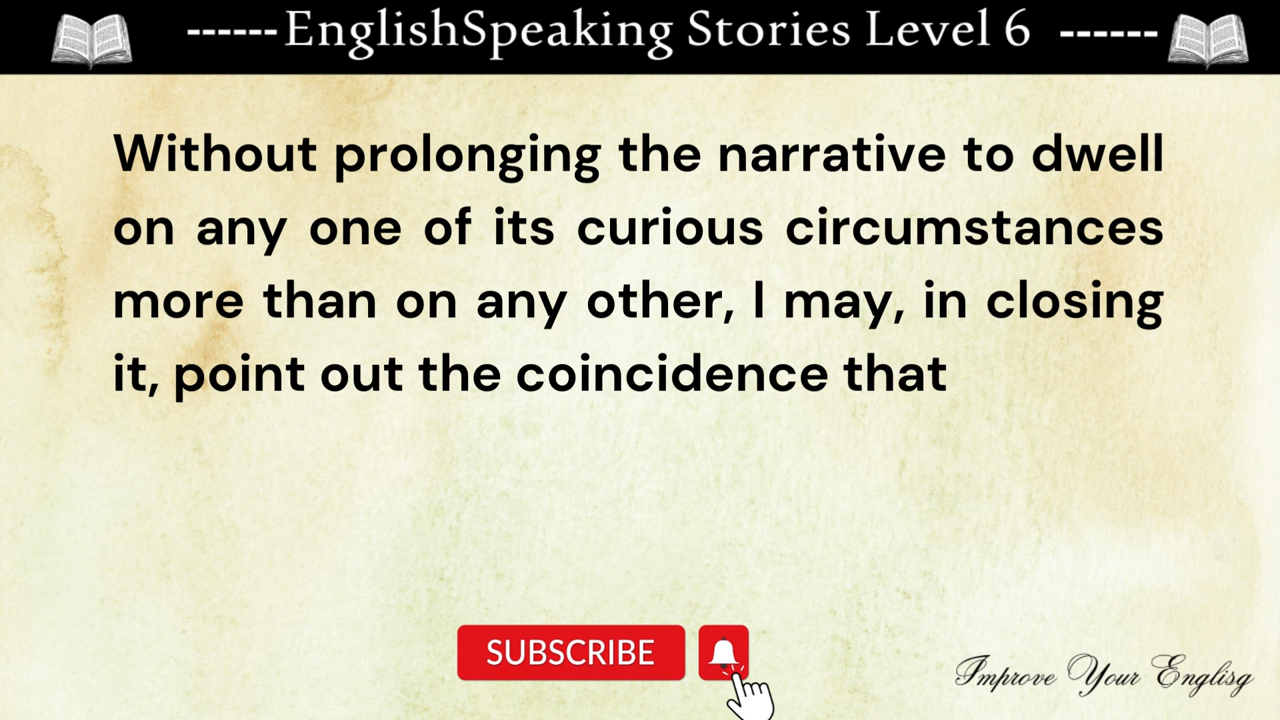 ------EnglishSpeaking Stories Level 6 ------
Without prolonging the narrative to dwell
on any one of its curious circumstances
more than on any other, I may, in closing
it, point out the coincidence that
SUBSCRIBE
Improve Your Englisg